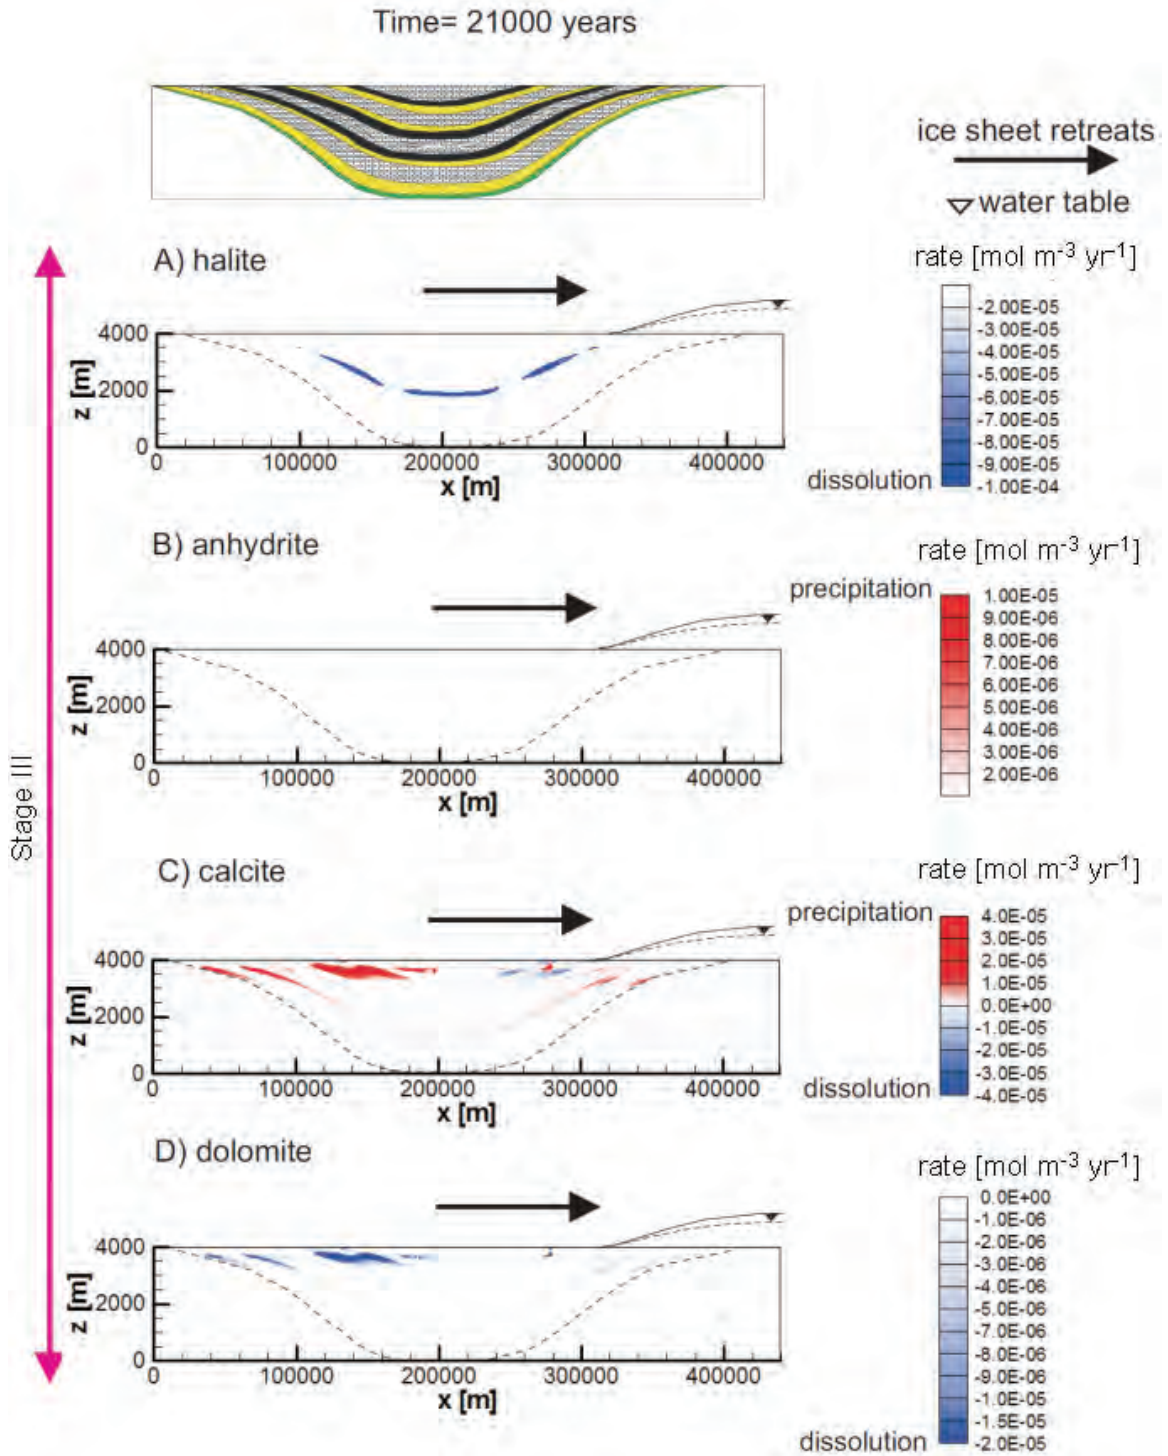 Time= 21000 years
ice sheet retreats
water table
Stage III
A) halite
rate [mol m-3 yr-1]
4000
2000
0
z [m]
0 100000 200000 300000 400000
x [m]
-2.00E-05
-3.00E-05
-4.00E-05
-5.00E-05
-6.00E-05
-7.00E-05
-8.00E-05
-9.00E-05
-1.00E-04
dissolution
B) anhydrite
rate [mol m-3 yr-1]
precipitation
4000
2000
0
z [m]
0 100000 200000 300000 400000
x [m]
1.00E-05
9.00E-06
8.00E-06
7.00E-06
6.00E-06
5.00E-06
4.00E-06
3.00E-06
2.00E-06
C) calcite
rate [mol m-3 yr-1]
precipitation
4000
2000
0
z [m]
0 100000 200000 300000 400000
x [m]
4.0E-05
3.0E-05
2.0E-05
1.0E-05
0.0E+00
-1.0E-05
-2.0E-05
-3.0E-05
-4.0E-05
dissolution
D) dolomite
rate [mol m-3 yr-1]
4000
2000
0
z [m]
0 100000 200000 300000 400000
x [m]
0.0E+00
-1.0E-06
-2.0E-06
-3.0E-06
-4.0E-06
-5.0E-06
-6.0E-06
-7.0E-06
-8.0E-06
-9.0E-06
-1.0E-05
-1.5E-05
-2.0E-05
dissolution